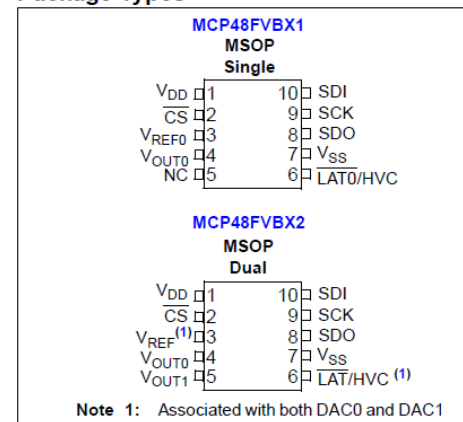 Package Types
MCP48FVBX1
MSOP
Single
VDD 1 10 SDI
CS 2 9 SCK
VREF0 3 8 SDO
VOUT0 4 7 VSS
NC 5 6 LAT0/HVC
MCP48FVBX2
MSOP
Dual
VDD 1 10 SDI
CS 2 9 SCK
VREF(1) 3 8 SDO
VOUT0 4 7 VSS
VOUT1 5 6 LAT/HVC (1)
Note 1: Associated with both DAC0 and DAC1